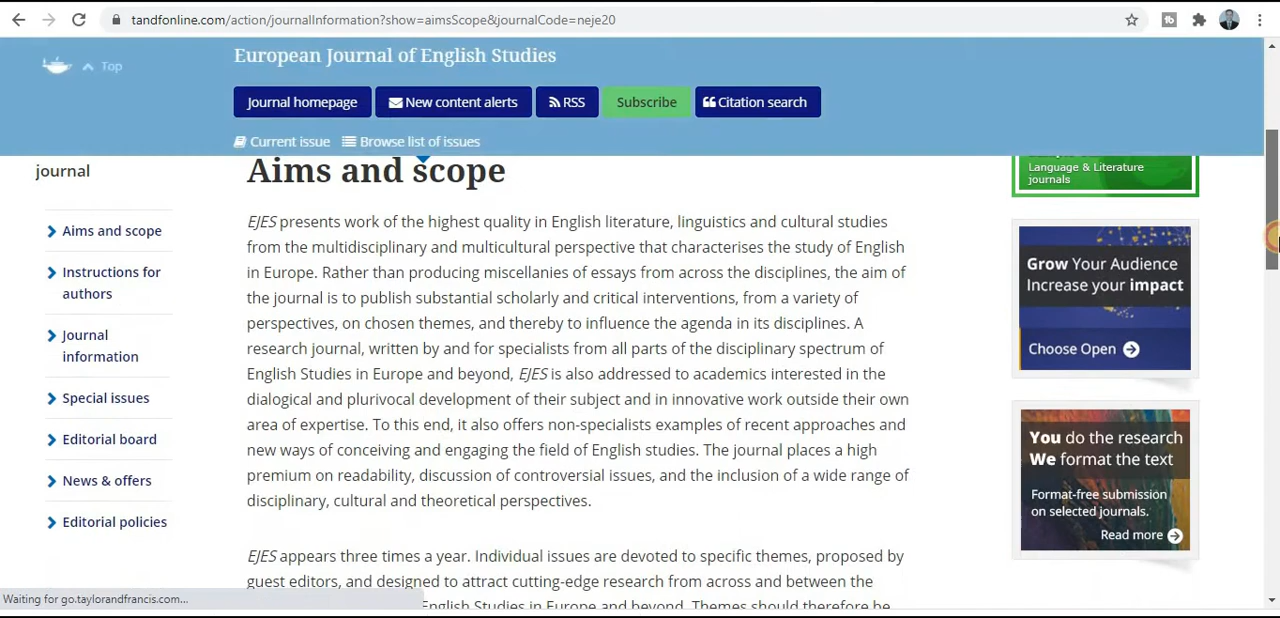 tandfonline.com/action/journalInformation?show=aimsScope&journalCode=neje20
European Journal of English Studies
Top
Journal homepage
New content alerts
RSS
Subscribe
Citation search
Current issue
Browse list of issues
journal
Aims and scope
Instructions for
authors
Journal
information
Special issues
Editorial board
News & offers
Editorial policies
Aims and scope
EJES presents work of the highest quality in English literature, linguistics and cultural studies
from the multidisciplinary and multicultural perspective that characterises the study of English
in Europe. Rather than producing miscellanies of essays from across the disciplines, the aim of
the journal is to publish substantial scholarly and critical interventions, from a variety of
perspectives, on chosen themes, and thereby to influence the agenda in its disciplines. A
research journal, written by and for specialists from all parts of the disciplinary spectrum of
English Studies in Europe and beyond, EJES is also addressed to academics interested in the
dialogical and plurivocal development of their subject and in innovative work outside their own
area of expertise. To this end, it also offers non-specialists examples of recent approaches and
new ways of conceiving and engaging the field of English studies. The journal places a high
premium on readability, discussion of controversial issues, and the inclusion of a wide range of
disciplinary, cultural and theoretical perspectives.
EJES appears three times a year. Individual issues are devoted to specific themes, proposed by
guest editors, and designed to attract cutting-edge research from across and between the
English Studies in Europe and beyond. Themes should therefore be
Language & Literature
journals
Grow Your Audience
Increase your impact
Choose Open
You do the research
We format the text
Format-free submission
on selected journals.
Read more
Waiting for go.taylorandfrancis.com...